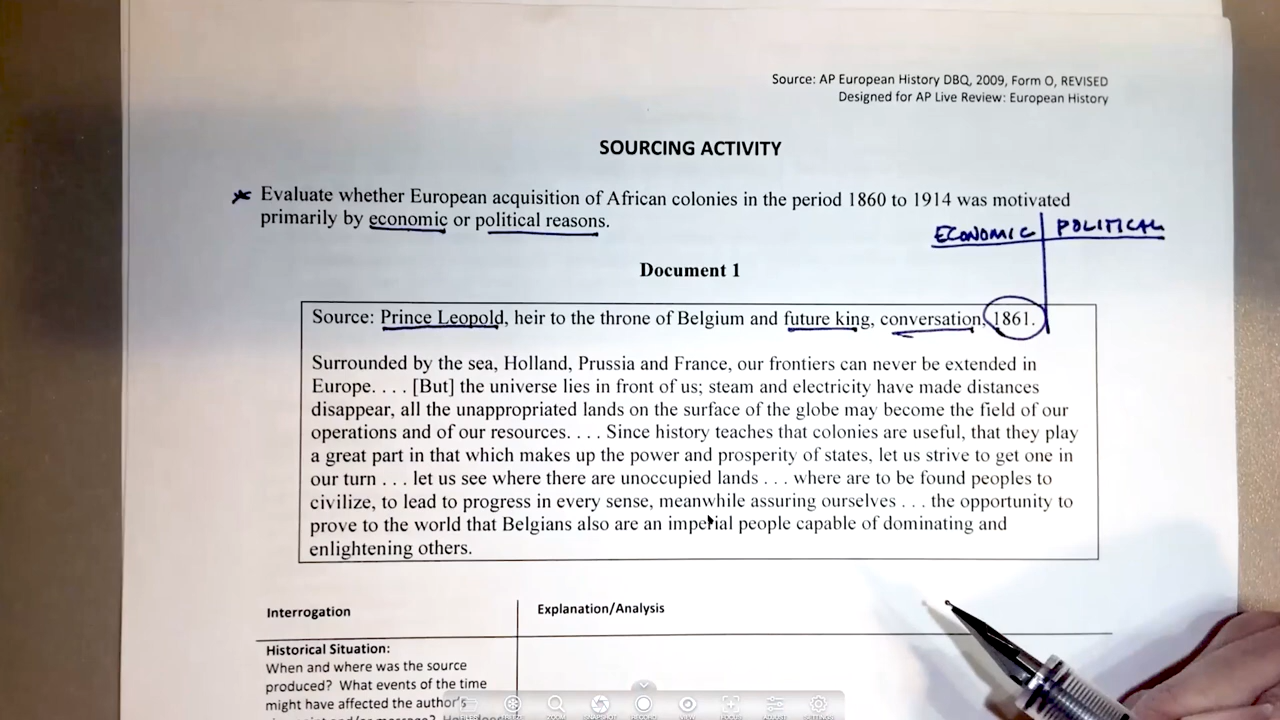 Source: AP European History DBQ, 2009, Form O, REVISED
Designed for AP Live Review: European History
SOURCING ACTIVITY
Evaluate whether European acquisition of African colonies in the period 1860 to 1914 was motivated
primarily by economic or political reasons.
ECONOMIC POLITICAL
Document 1
Source: Prince Leopold, heir to the throne of Belgium and future king, conversation, 1861.
Surrounded by the sea, Holland, Prussia and France, our frontiers can never be extended in
Europe. . . . [But] the universe lies in front of us; steam and electricity have made distances
disappear, all the unappropriated lands on the surface of the globe may become the field of our
operations and of our resources. . . . Since history teaches that colonies are useful, that they play
a great part in that which makes up the power and prosperity of states, let us strive to get one in
our turn . . . let us see where there are unoccupied lands . . . where are to be found peoples to
civilize, to lead to progress in every sense, meanwhile assuring ourselves . . . the opportunity to
prove to the world that Belgians also are an imperial people capable of dominating and
enlightening others.
Interrogation Explanation/Analysis
Historical Situation:
When and where was the source
produced? What events of the time
might have affected the author's
ZOOM VIEW